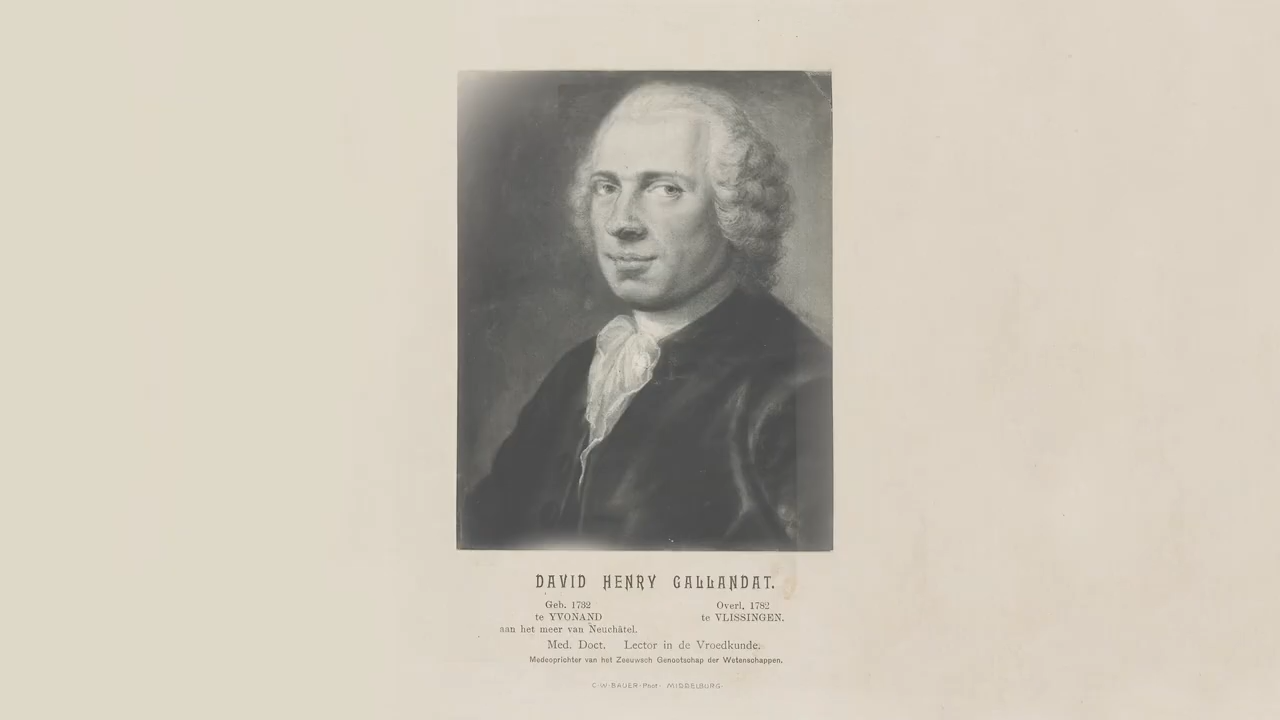 DAVID HENRY GALLANDAT.
Geb. 1732 Overl. 1782
te YVONAND te VLISSINGEN.
aan het meer van Neuchâtel.
Med. Doct. Lector in de Vroedkunde.
Medeoprichter van het Zeeuwsch Genootschap der Wetenschappen.
C·W·BAUER·Phot· MIDDELBURG·